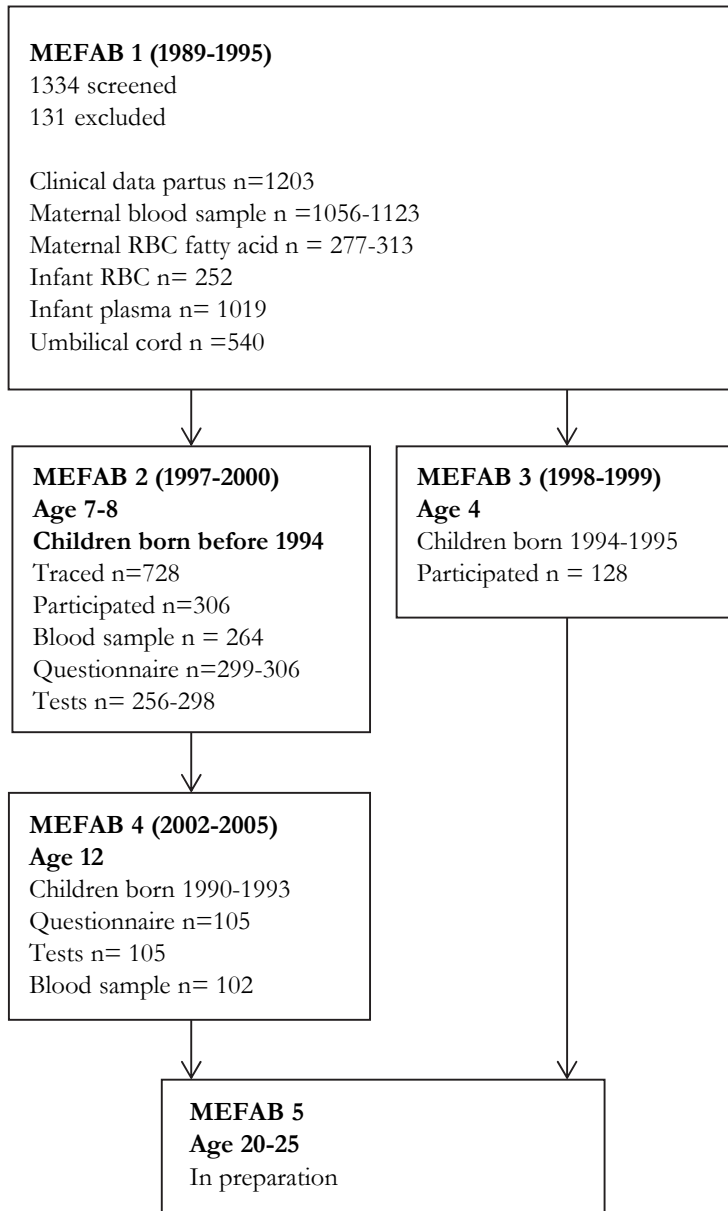 MEFAB 1 (1989-1995)
1334 screened
131 excluded
Clinical data partus n=1203
Maternal blood sample n =1056-1123
Maternal RBC fatty acid n = 277-313
Infant RBC n= 252
Infant plasma n= 1019
Umbilical cord n =540
MEFAB 2 (1997-2000)
Age 7-8
Children born before 1994
Traced n=728
Participated n=306
Blood sample n = 264
Questionnaire n=299-306
Tests n= 256-298
MEFAB 3 (1998-1999)
Age 4
Children born 1994-1995
Participated n = 128
MEFAB 4 (2002-2005)
Age 12
Children born 1990-1993
Questionnaire n=105
Tests n= 105
Blood sample n= 102
MEFAB 5
Age 20-25
In preparation